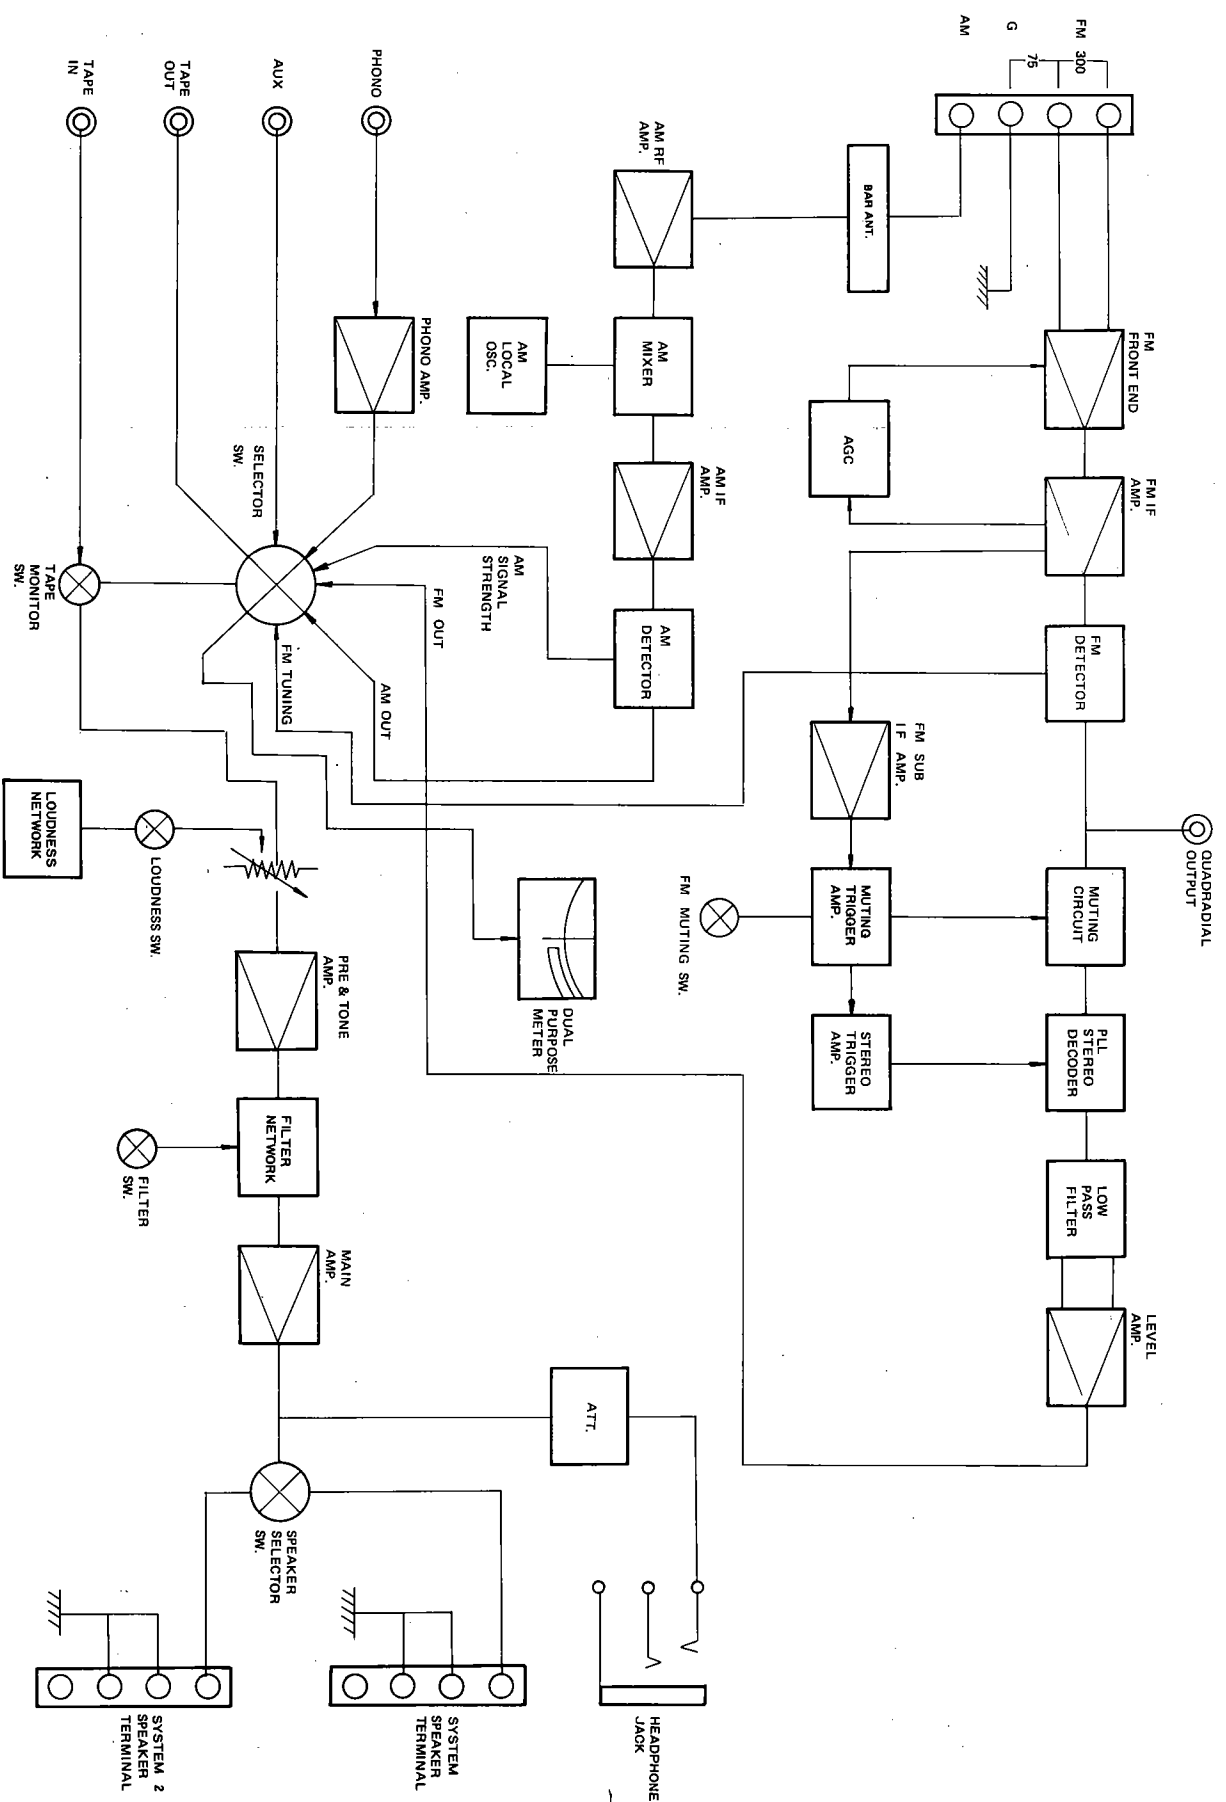 FM 300
75
G
AM
FM
FRONT END
FM IF
AMP.
FM
DETECTOR
QUADRADIAL
OUTPUT
MUTING
CIRCUIT
PLL
STEREO
DECODER
LOW
PASS
FILTER
LEVEL
AMP.
BAR ANT.
AGC
FM SUB
IF AMP.
MUTING
TRIGGER
AMP.
STEREO
TRIGGER
AMP.
FM MUTING SW.
AM RF
AMP.
AM
MIXER
AM IF
AMP.
AM
DETECTOR
AM
LOCAL
OSC.
AM
SIGNAL
STRENGTH
DUAL
PURPOSE
METER
ATT.
HEADPHONE
JACK
PHONO
PHONO AMP.
FM OUT
AM OUT
FM TUNING
AUX
SELECTOR
SW.
TAPE
OUT
TAPE
IN
TAPE
MONITOR
SW.
LOUDNESS SW.
LOUDNESS
NETWORK
PRE & TONE
AMP.
FILTER
NETWORK
FILTER
SW.
MAIN
AMP.
SPEAKER
SELECTOR
SW.
SYSTEM
SPEAKER
TERMINAL
SYSTEM 2
SPEAKER
TERMINAL